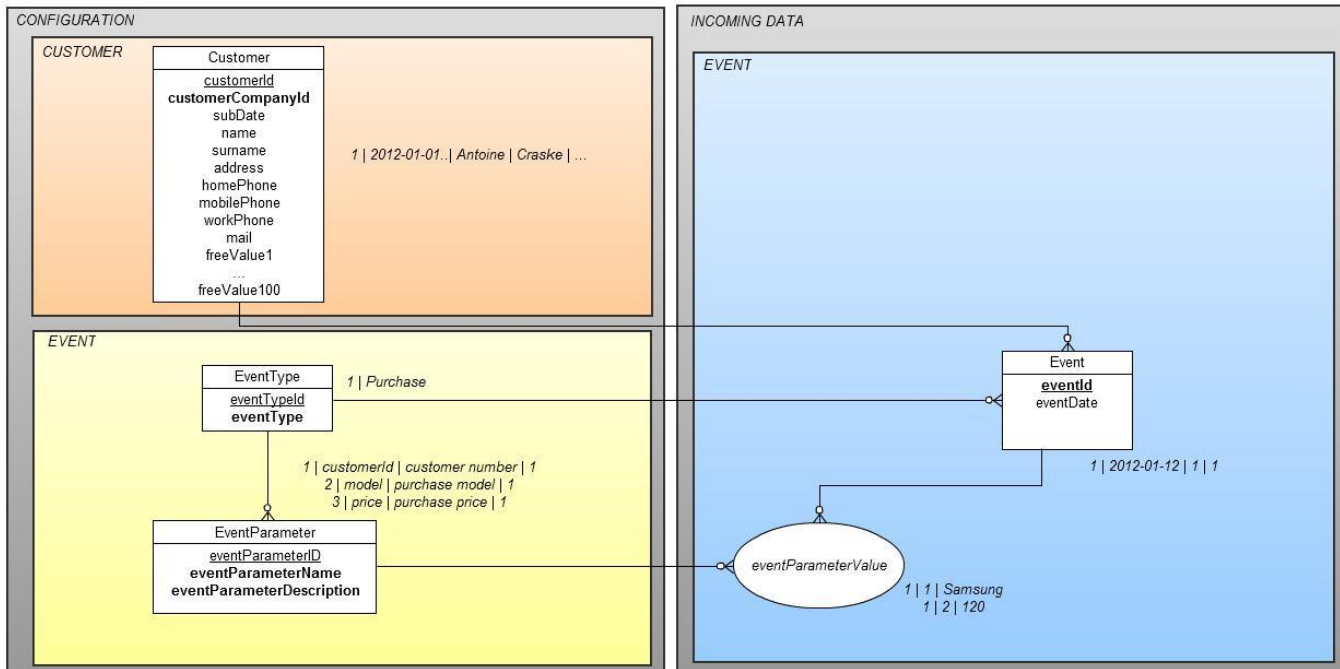 CONFIGURATION
CUSTOMER
Customer
customerId
customerCompanyId
subDate
name
surname
address
homePhone
mobilePhone
workPhone
mail
freeValue1
...
freeValue100
1 | 2012-01-01..| Antoine | Craske | ...
EVENT
EventType
eventTypeId
eventType
1 | Purchase
1 | customerId | customer number | 1
2 | model | purchase model | 1
3 | price | purchase price | 1
EventParameter
eventParameterID
eventParameterName
eventParameterDescription
INCOMING DATA
EVENT
Event
eventId
eventDate
1 | 2012-01-12 | 1 | 1
eventParameterValue
1 | 1 | Samsung
1 | 2 | 120